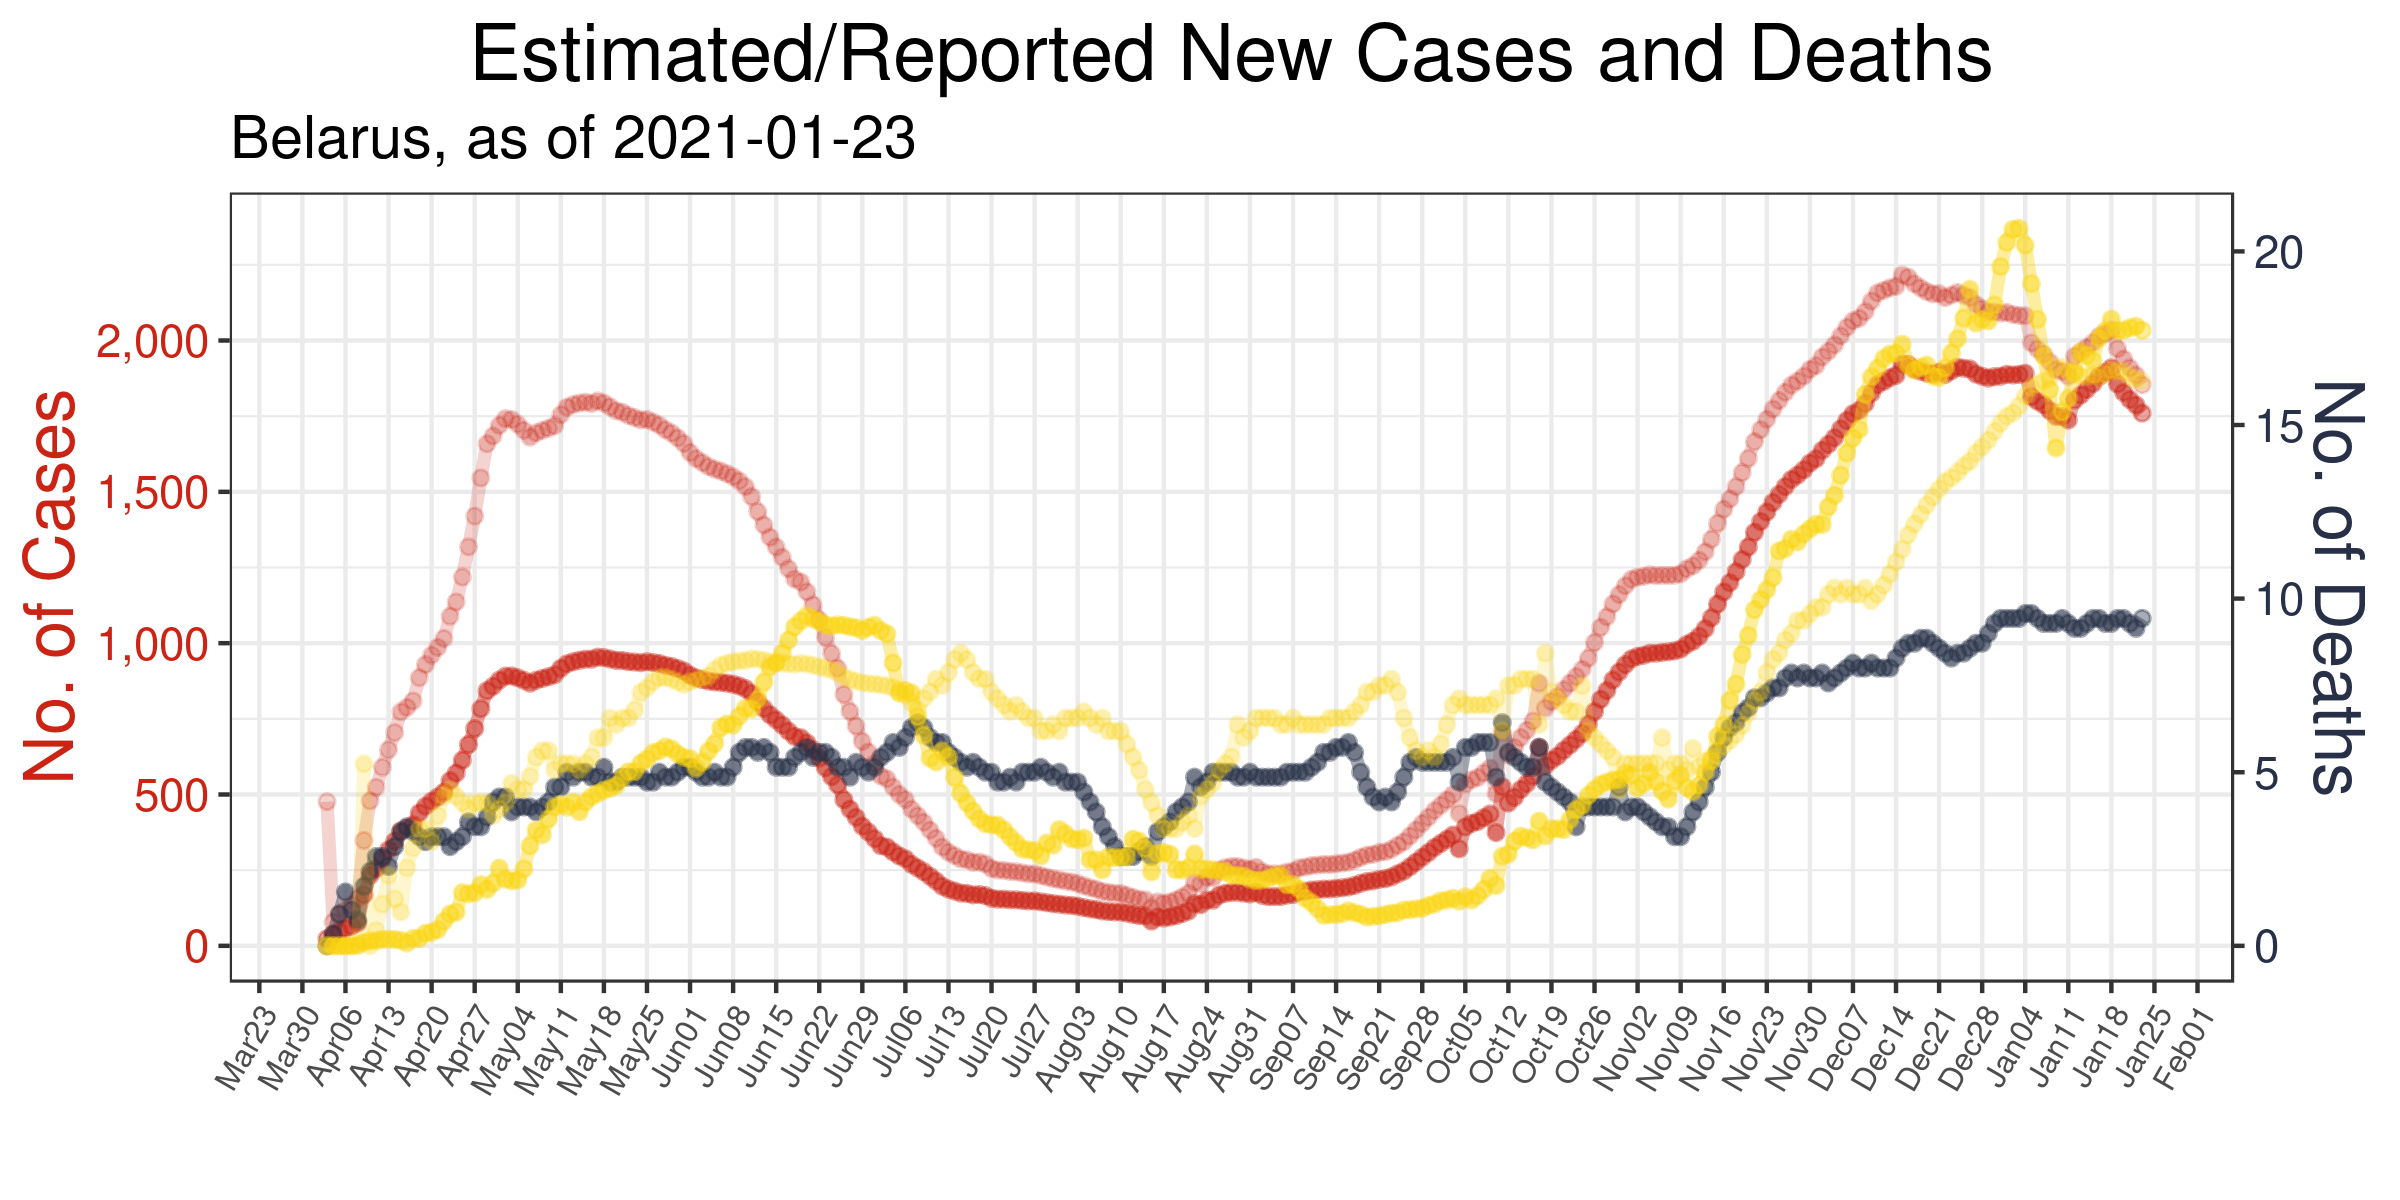 Estimated/Reported New Cases and Deaths
Belarus, as of 2021-01-23
No. of Cases
2,000
1,500
1,000
500
0
20
15
10
5
0
No. of Deaths
Mar23 Mar30 Apr06 Apr13 Apr20 Apr27 May04 May11 May18 May25 Jun01 Jun08 Jun15 Jun22 Jun29 Jul06 Jul13 Jul20 Jul27 Aug03 Aug10 Aug17 Aug24 Aug31 Sep07 Sep14 Sep21 Sep28 Oct05 Oct12 Oct19 Oct26 Nov02 Nov09 Nov16 Nov23 Nov30 Dec07 Dec14 Dec21 Dec28 Jan04 Jan11 Jan18 Jan25 Feb01